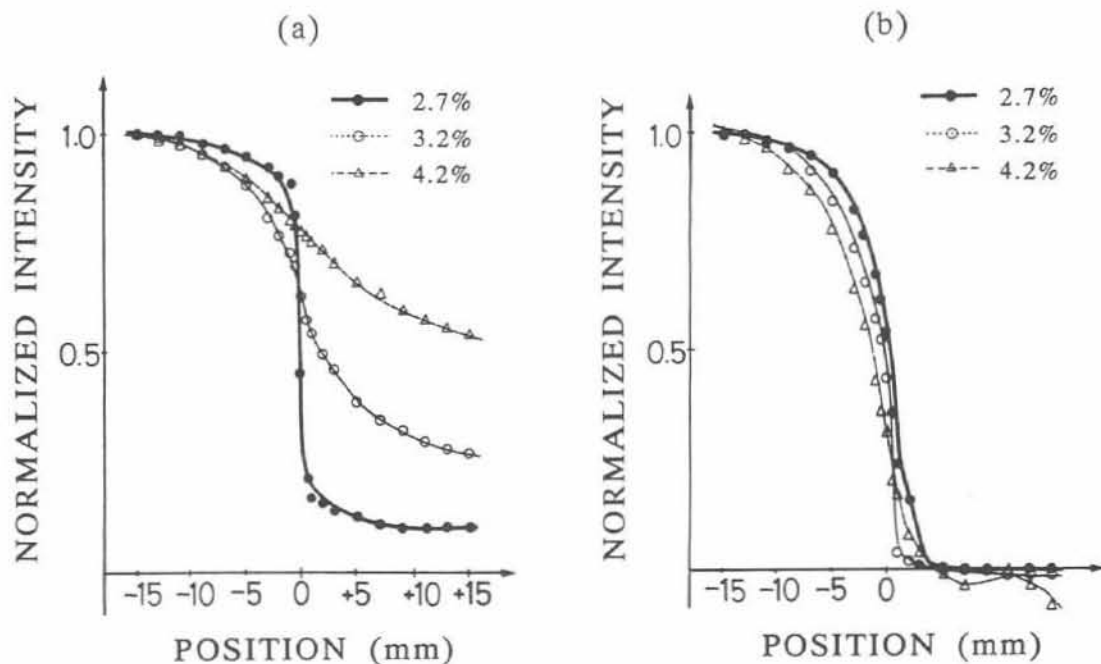 (a)
NORMALIZED INTENSITY
1.0
0.5
2.7%
3.2%
4.2%
-15 -10 -5 0 +5 +10 +15
POSITION (mm)
(b)
NORMALIZED INTENSITY
1.0
0.5
2.7%
3.2%
4.2%
-15 -10 -5 0
POSITION (mm)